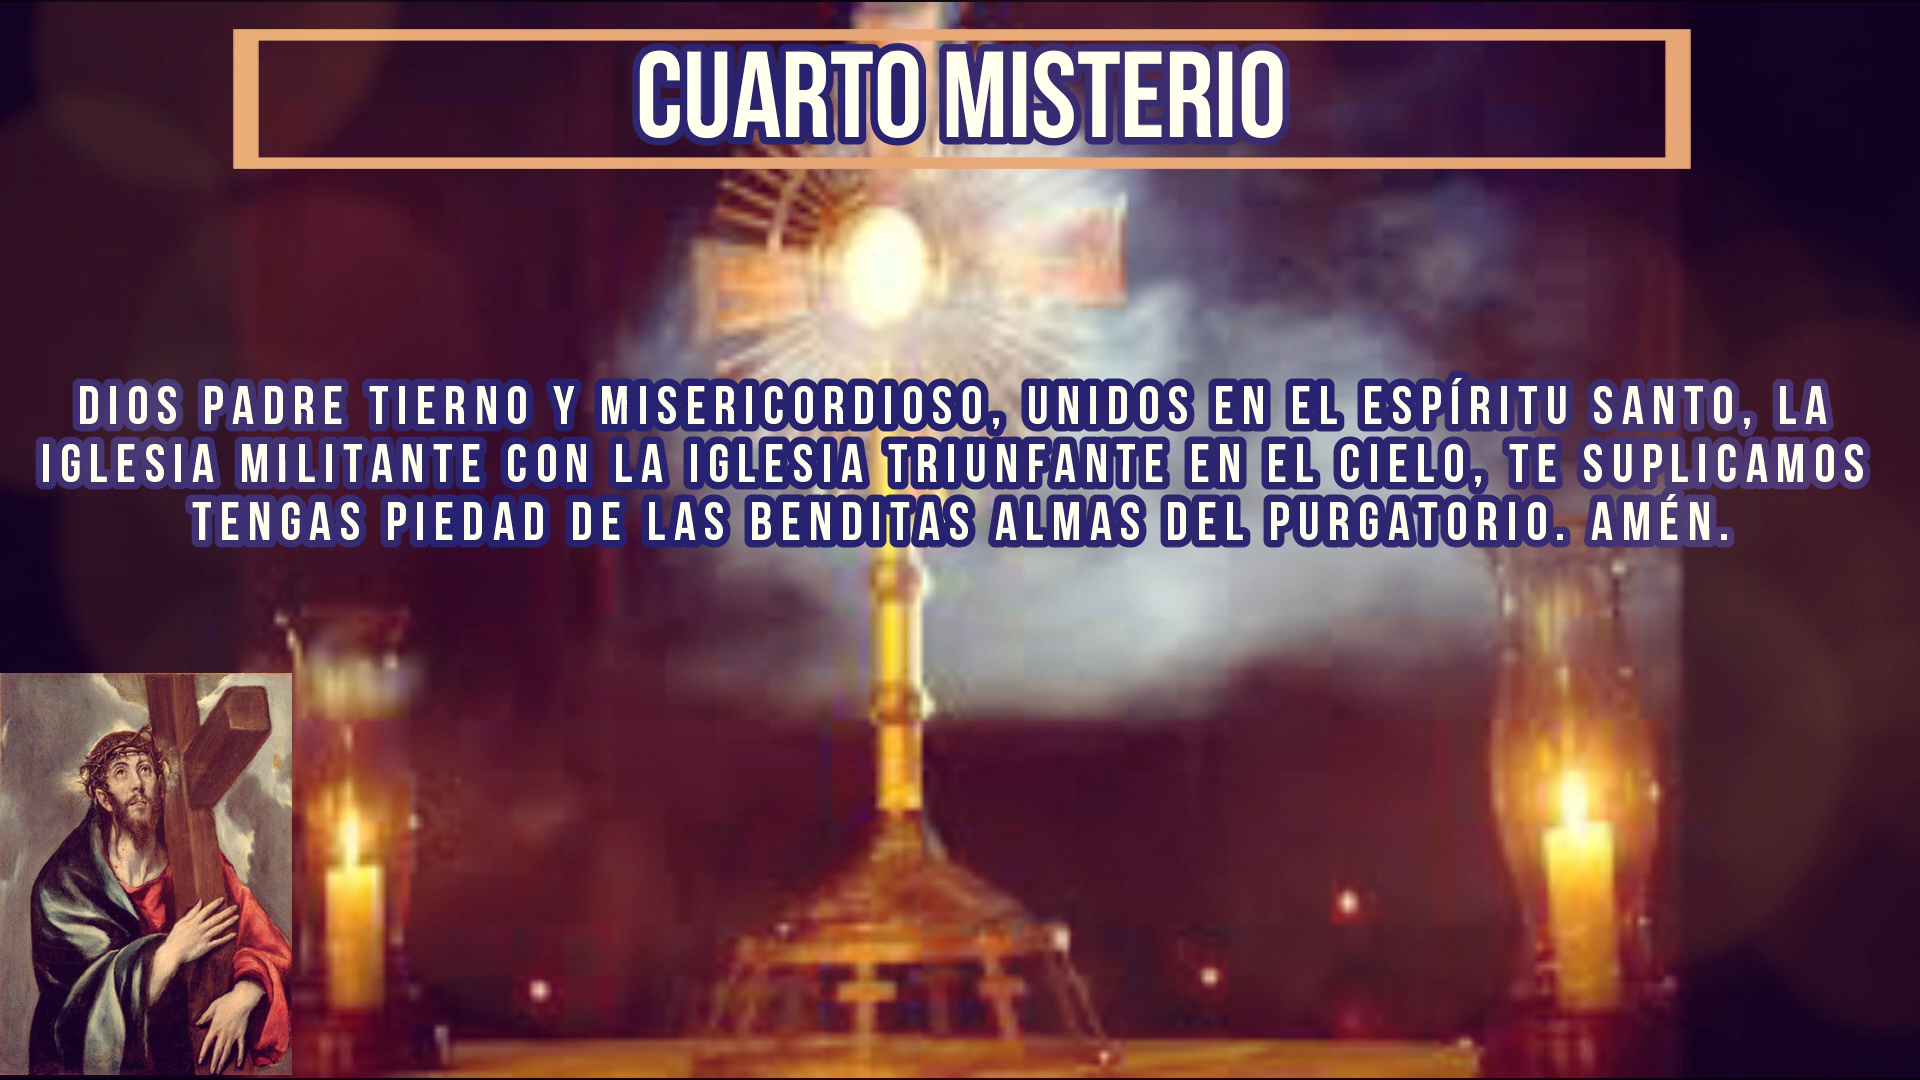 CUARTO MISTERIO
DIOS PADRE TIERNO Y MISERICORDIOSO, UNIDOS EN EL ESPÍRITU SANTO, LA
IGLESIA MILITANTE CON LA IGLESIA TRIUNFANTE EN EL CIELO, TE SUPLICAMOS
TENGAS PIEDAD DE LAS BENDITAS ALMAS DEL PURGATORIO. AMÉN.